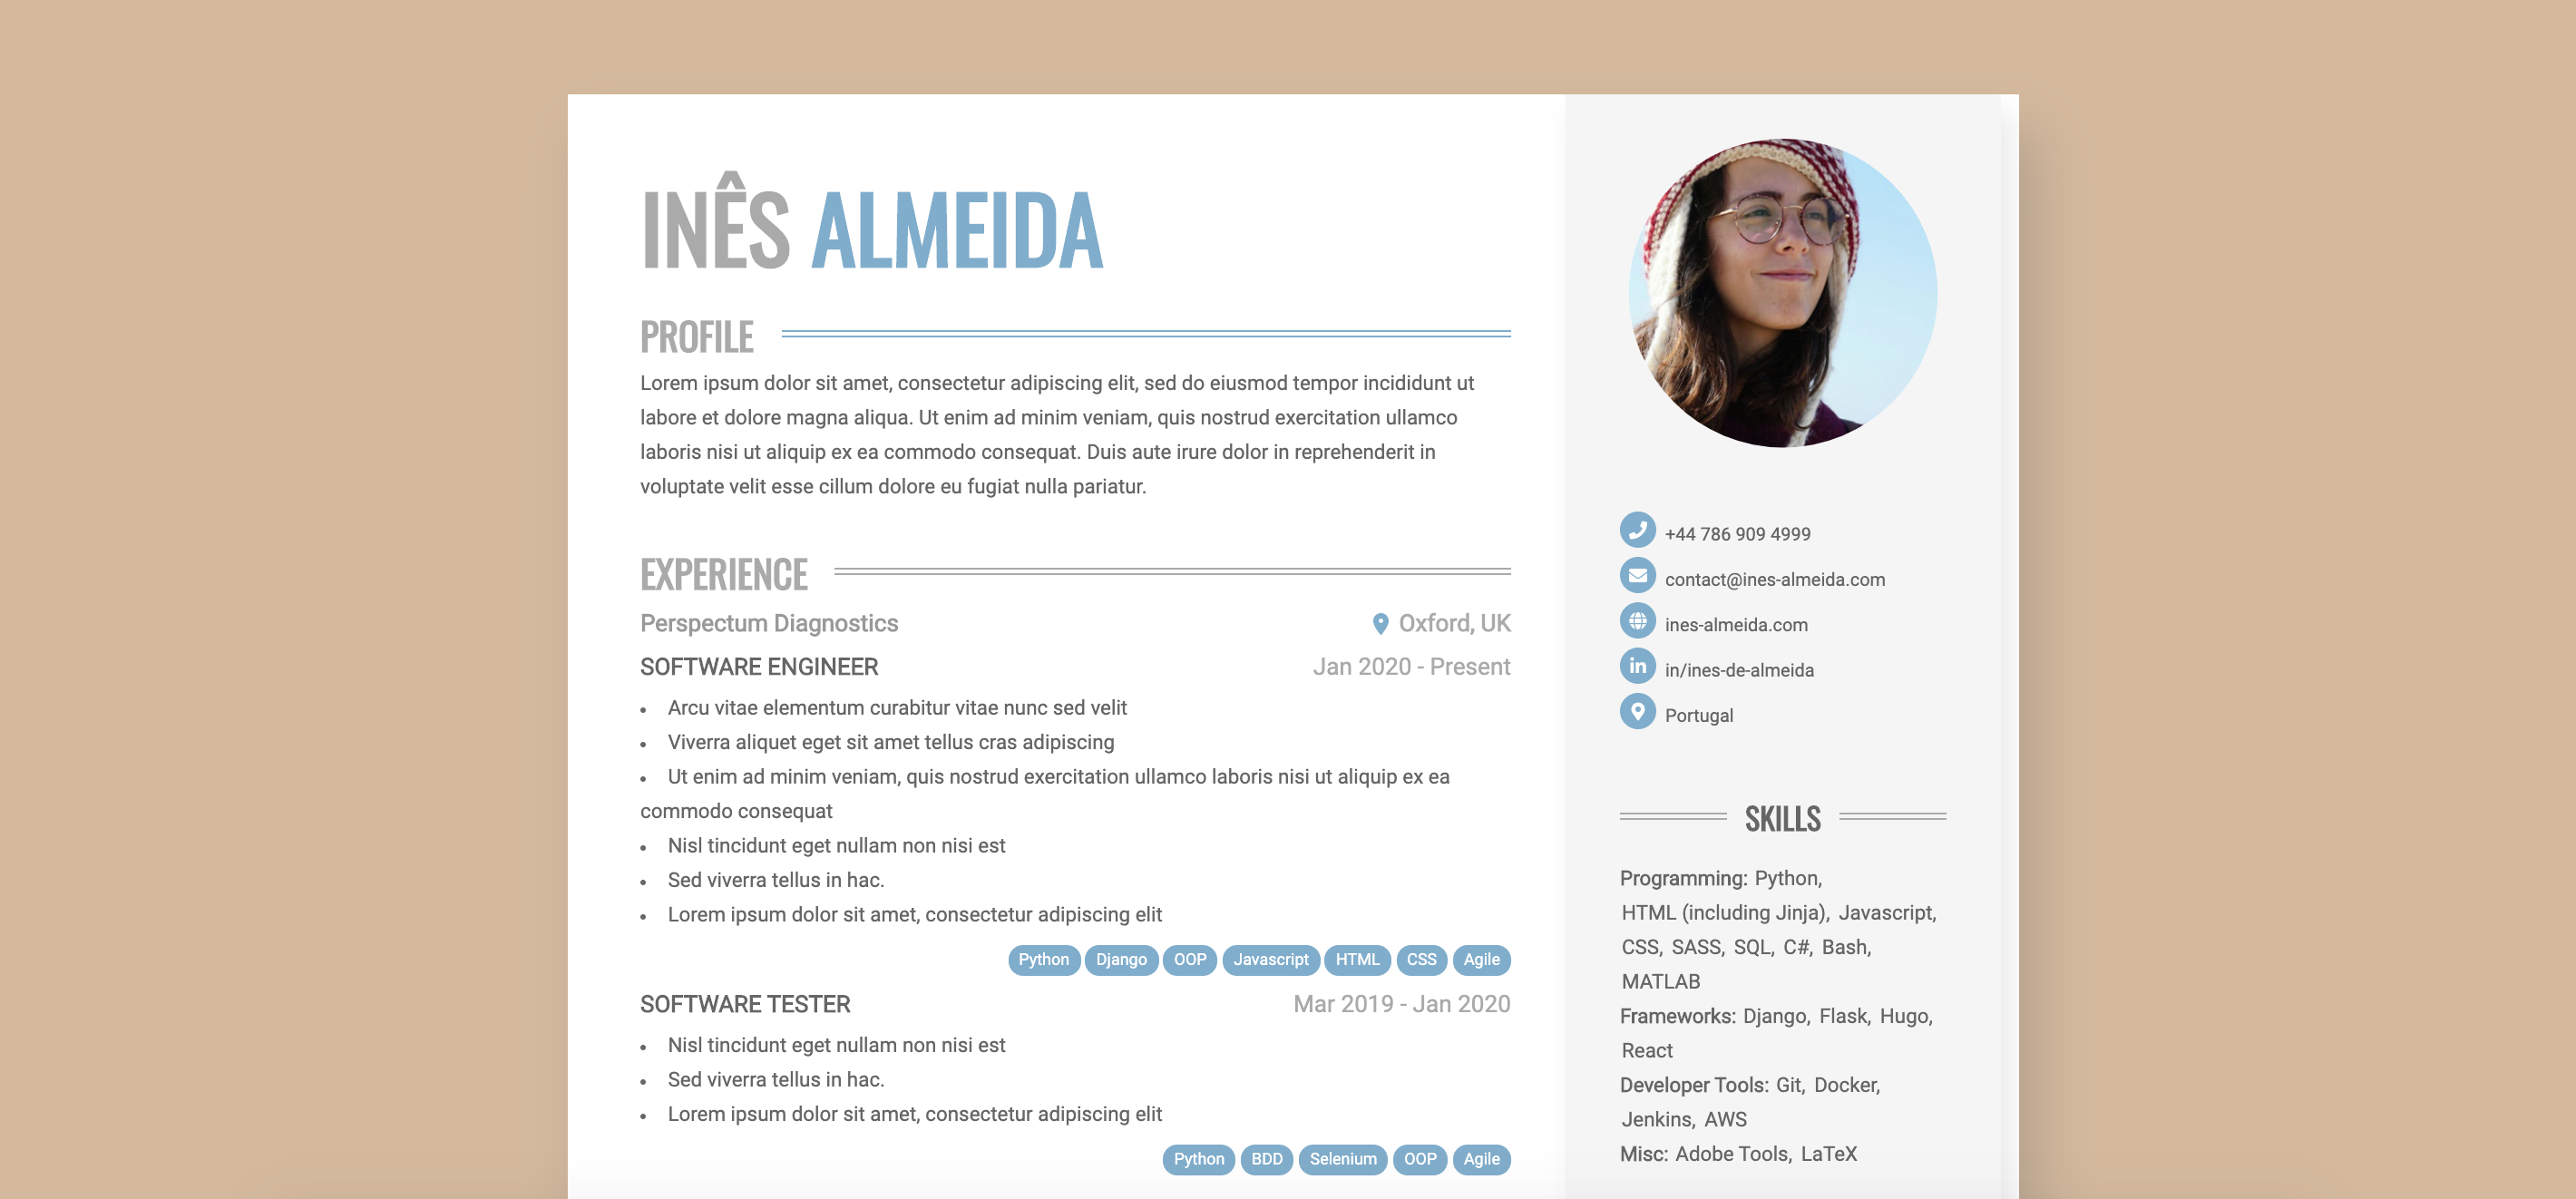 INÊS ALMEIDA
PROFILE
Lorem ipsum dolor sit amet, consectetur adipiscing elit, sed do eiusmod tempor incididunt ut
labore et dolore magna aliqua. Ut enim ad minim veniam, quis nostrud exercitation ullamco
laboris nisi ut aliquip ex ea commodo consequat. Duis aute irure dolor in reprehenderit in
voluptate velit esse cillum dolore eu fugiat nulla pariatur.
EXPERIENCE
Perspectum Diagnostics Oxford, UK
SOFTWARE ENGINEER Jan 2020 - Present
• Arcu vitae elementum curabitur vitae nunc sed velit
• Viverra aliquet eget sit amet tellus cras adipiscing
• Ut enim ad minim veniam, quis nostrud exercitation ullamco laboris nisi ut aliquip ex ea
commodo consequat
• Nisl tincidunt eget nullam non nisi est
• Sed viverra tellus in hac.
• Lorem ipsum dolor sit amet, consectetur adipiscing elit
Python Django OOP Javascript HTML CSS Agile
SOFTWARE TESTER Mar 2019 - Jan 2020
• Nisl tincidunt eget nullam non nisi est
• Sed viverra tellus in hac.
• Lorem ipsum dolor sit amet, consectetur adipiscing elit
Python BDD Selenium OOP Agile
+44 786 909 4999
contact@ines-almeida.com
ines-almeida.com
in in/ines-de-almeida
Portugal
SKILLS
Programming: Python,
HTML (including Jinja), Javascript,
CSS, SASS, SQL, C#, Bash,
MATLAB
Frameworks: Django, Flask, Hugo,
React
Developer Tools: Git, Docker,
Jenkins, AWS
Misc: Adobe Tools, LaTeX